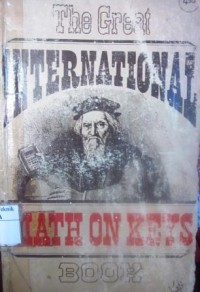 The Great
INTERNATIONAL
MATH ON KEYS
BOOK